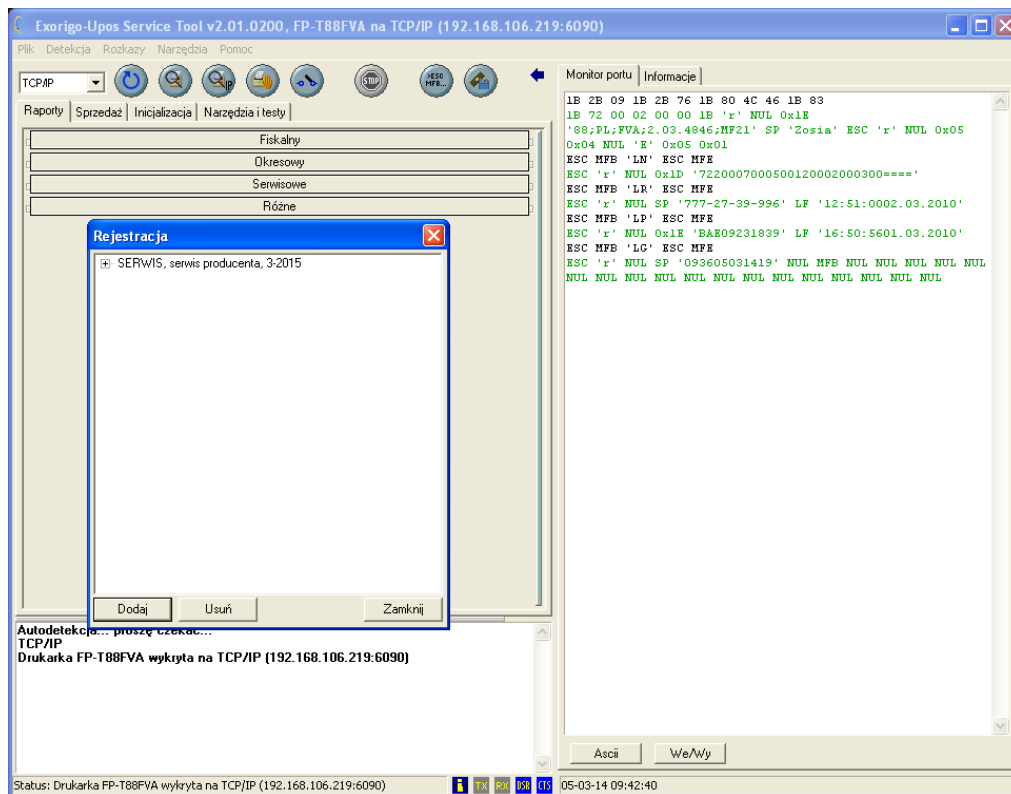 Exorigo-Upos Service Tool v2.01.0200, FP-T88FVA na TCP/IP (192.168.106.219:6090)
Plik Detekcja Rozkazy Narzędzia Pomoc
TCP/IP
IP
STOP
>ESC
MFB...
Raporty Sprzedaż Inicjalizacja Narzędzia i testy
Fiskalny
Okresowy
Serwisowe
Różne
Rejestracja
SERWIS, serwis producenta, 3-2015
Dodaj Usuń Zamknij
Autodetekcja... proszę czekać...
TCP/IP
Drukarka FP-T88FVA wykryta na TCP/IP (192.168.106.219:6090)
Monitor portu Informacje
1B 2B 09 1B 2B 76 1B 80 4C 46 1B 83
1B 72 00 02 00 00 1B 'r' NUL 0x1E
'88;PL;FVA;2.03.4846;MF21' SP 'Zosia' ESC 'r' NUL 0x05
0x04 NUL 'E' 0x05 0x01
ESC MFB 'LN' ESC MFE
ESC 'r' NUL 0x1D '7220007000500120002000300===='
ESC MFB 'LR' ESC MFE
ESC 'r' NUL SP '777-27-39-996' LF '12:51:0002.03.2010'
ESC MFB 'LP' ESC MFE
ESC 'r' NUL 0x1E 'BAE09231839' LF '16:50:5601.03.2010'
ESC MFB 'LG' ESC MFE
ESC 'r' NUL SP '093605031419' NUL MFB NUL NUL NUL NUL NUL
NUL NUL NUL NUL NUL NUL NUL NUL NUL NUL NUL NUL NUL
Ascii We/Wy
Status: Drukarka FP-T88FVA wykryta na TCP/IP (192.168.106.219:6090) i TX RX DSR CTS 05-03-14 09:42:40